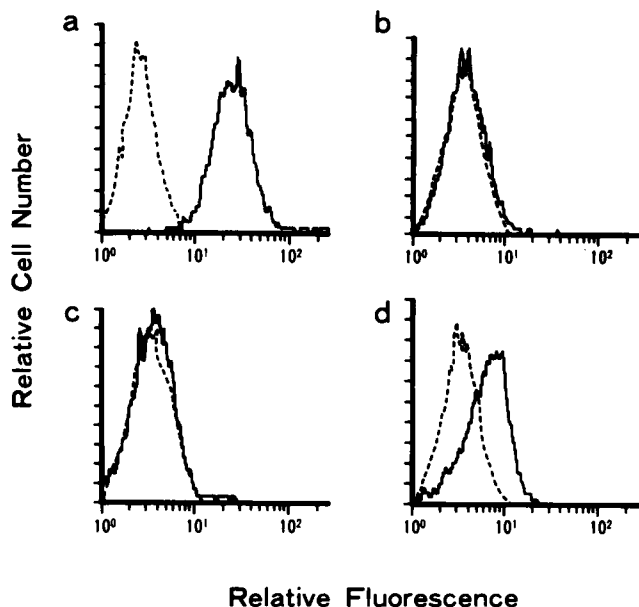 a
b
10⁰ 10¹ 10²
10⁰ 10¹ 10²
c
d
10⁰ 10¹ 10²
10⁰ 10¹ 10²
Relative Cell Number
Relative Fluorescence